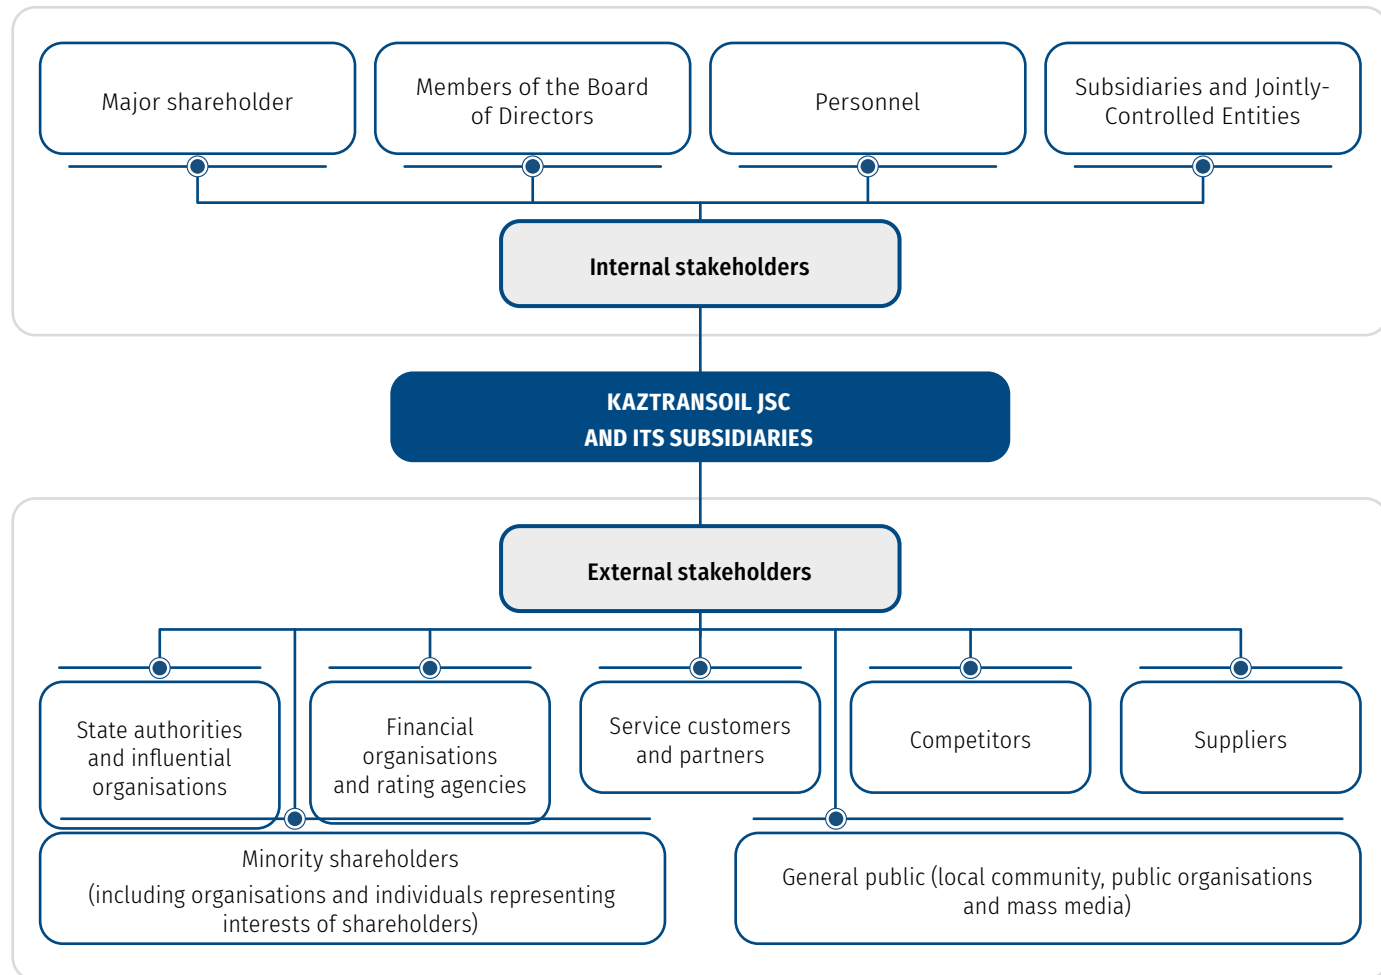 Major shareholder
Members of the Board
of Directors
Personnel
Subsidiaries and Jointly-
Controlled Entities
Internal stakeholders
KAZTRANSOIL JSC
AND ITS SUBSIDIARIES
External stakeholders
State authorities
and influential
organisations
Financial
organisations
and rating agencies
Service customers
and partners
Competitors
Suppliers
Minority shareholders
(including organisations and individuals representing
interests of shareholders)
General public (local community, public organisations
and mass media)